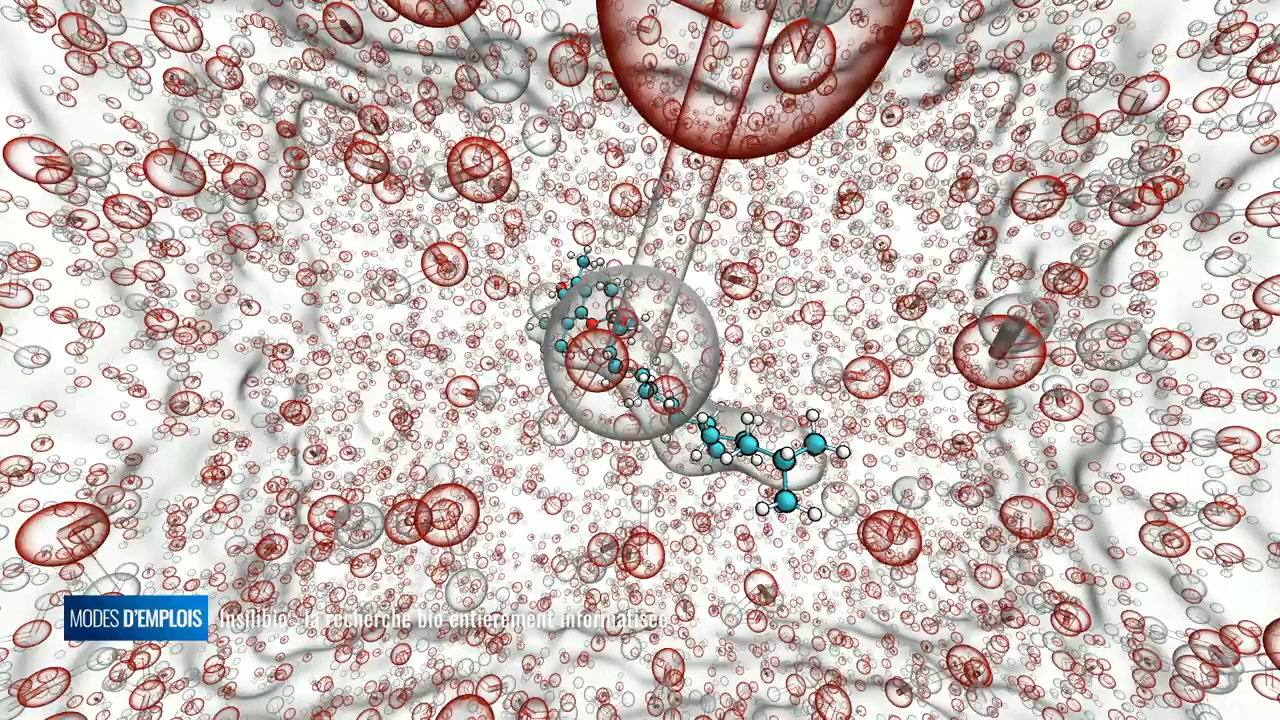 MODES D'EMPLOIS
Insilibio : la recherche bio entièrement informatisée